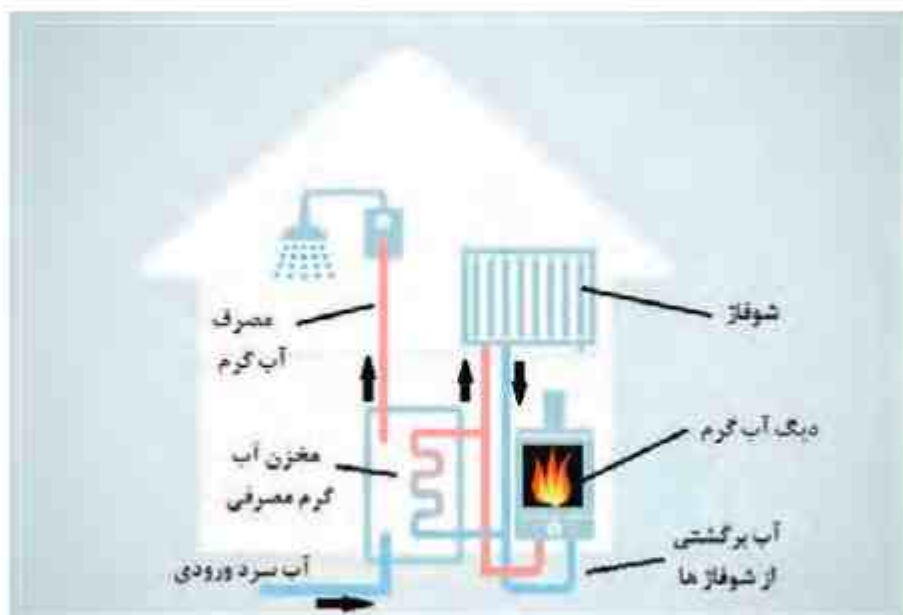 شوفاژ
مصرف
آب گرم
دیگ آب گرم
مخزن آب
گرم مصرفی
آب برگشتی
از شوفاژ ها
آب سرد ورودی